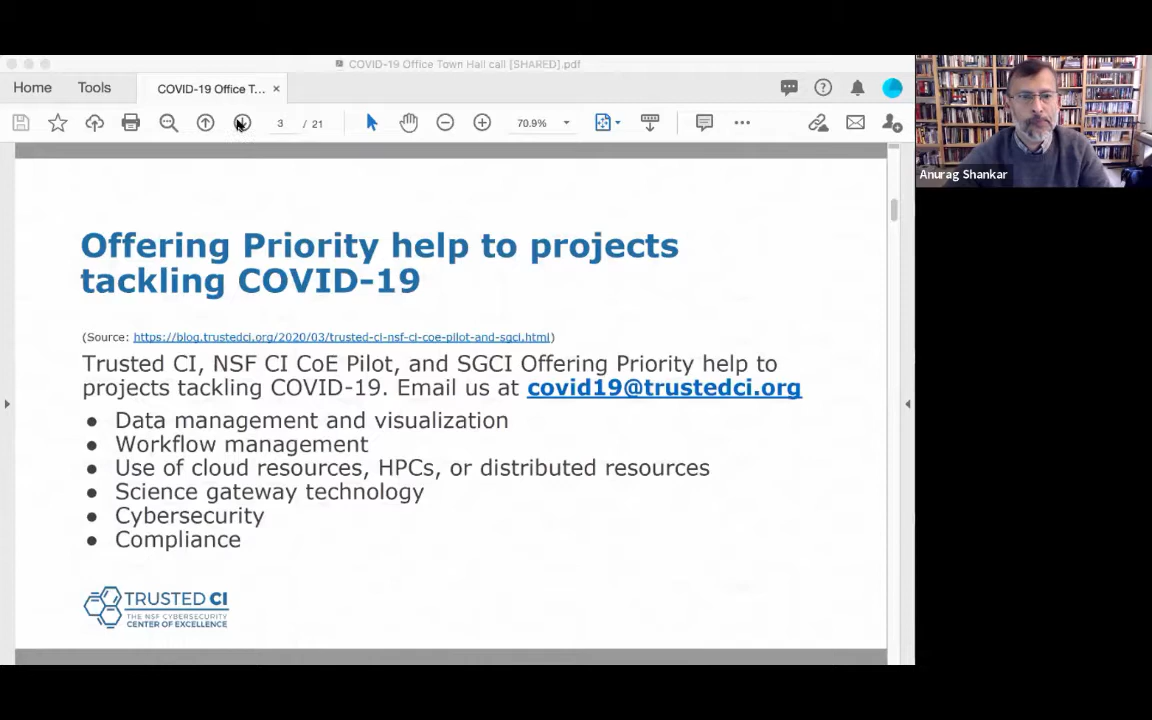 COVID-19 Office Town Hall call [SHARED].pdf
Home
Tools
COVID-19 Office T...
3 / 21
70.9%
Anurag Shankar
Offering Priority help to projects
tackling COVID-19
(Source: https://blog.trustedci.org/2020/03/trusted-ci-nsf-ci-coe-pilot-and-sgci.html)
Trusted CI, NSF CI CoE Pilot, and SGCI Offering Priority help to
projects tackling COVID-19. Email us at covid19@trustedci.org
● Data management and visualization
● Workflow management
● Use of cloud resources, HPCs, or distributed resources
● Science gateway technology
● Cybersecurity
● Compliance
TRUSTED CI
THE NSF CYBERSECURITY
CENTER OF EXCELLENCE